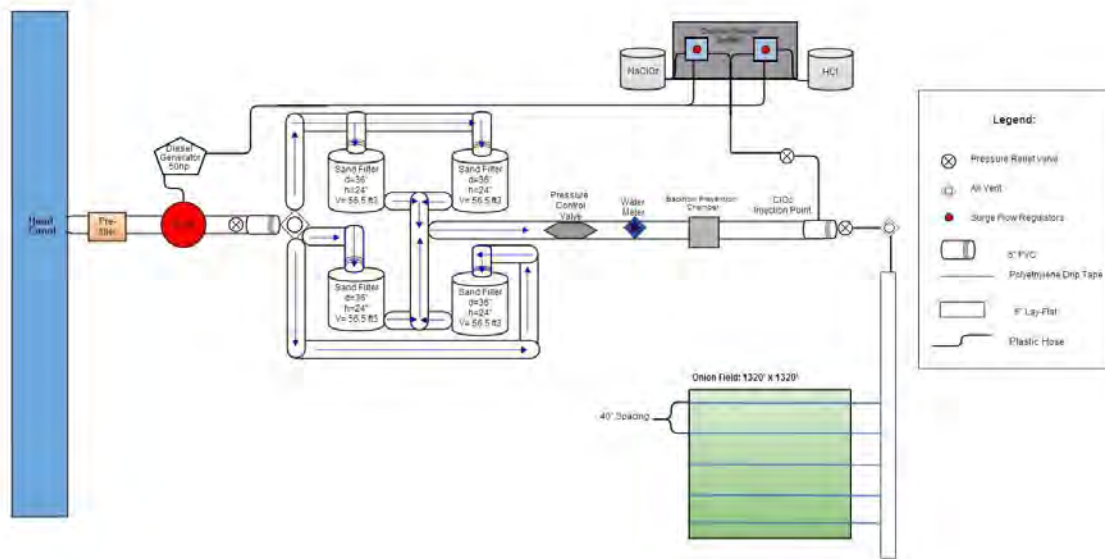 Head
Canal
Pre-
filter
Diesel
Generator
50hp
Sand Filter
d=36"
h=24"
V= 56.5 ft3
Sand Filter
d=36"
h=24"
V= 56.5 ft3
Sand Filter
d=36"
h=24"
V= 56.5 ft3
Sand Filter
d=36"
h=24"
V= 56.5 ft3
NaClO2
HCl
Pressure
Control
Valve
Water
Meter
Backflow Prevention
Chamber
ClO2
Injection Point
Onion Field: 1320' x 1320'
40" Spacing
Legend:
Pressure Relief Valve
Air Vent
Surge Flow Regulators
PVC
Polyethylene Drip Tape
Lay-Flat
Plastic Hose